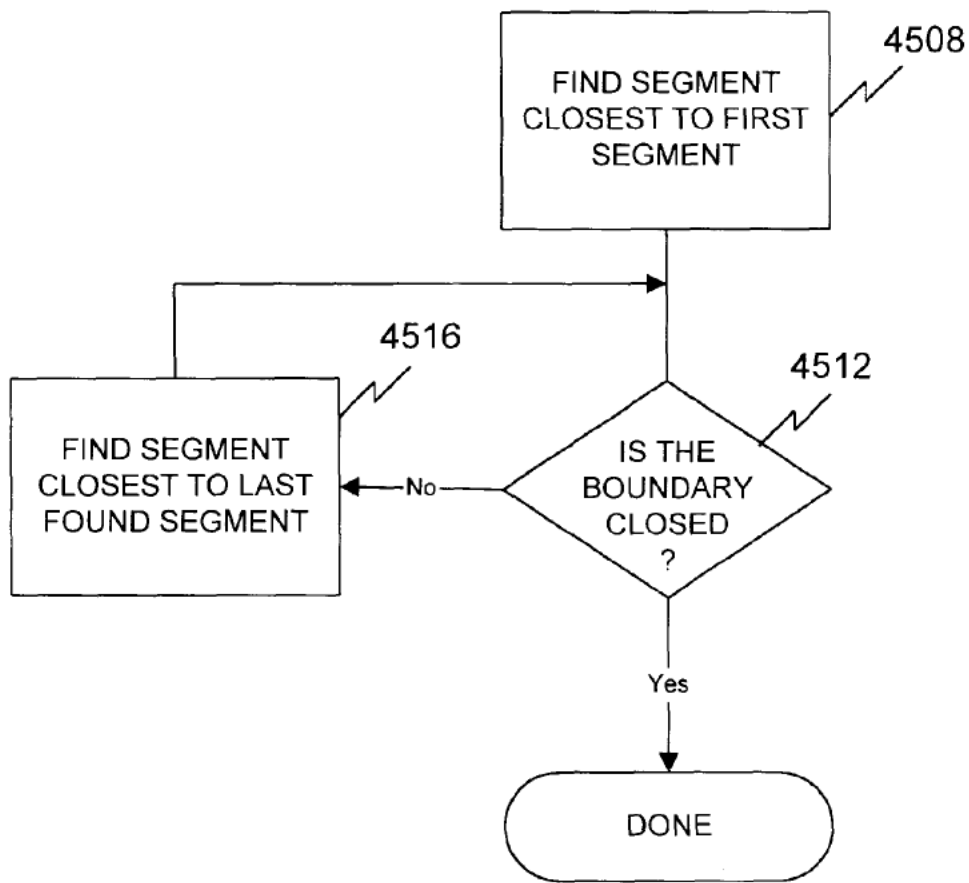 4508
FIND SEGMENT
CLOSEST TO FIRST
SEGMENT
4516
FIND SEGMENT
CLOSEST TO LAST
FOUND SEGMENT
No
4512
IS THE
BOUNDARY
CLOSED
?
Yes
DONE